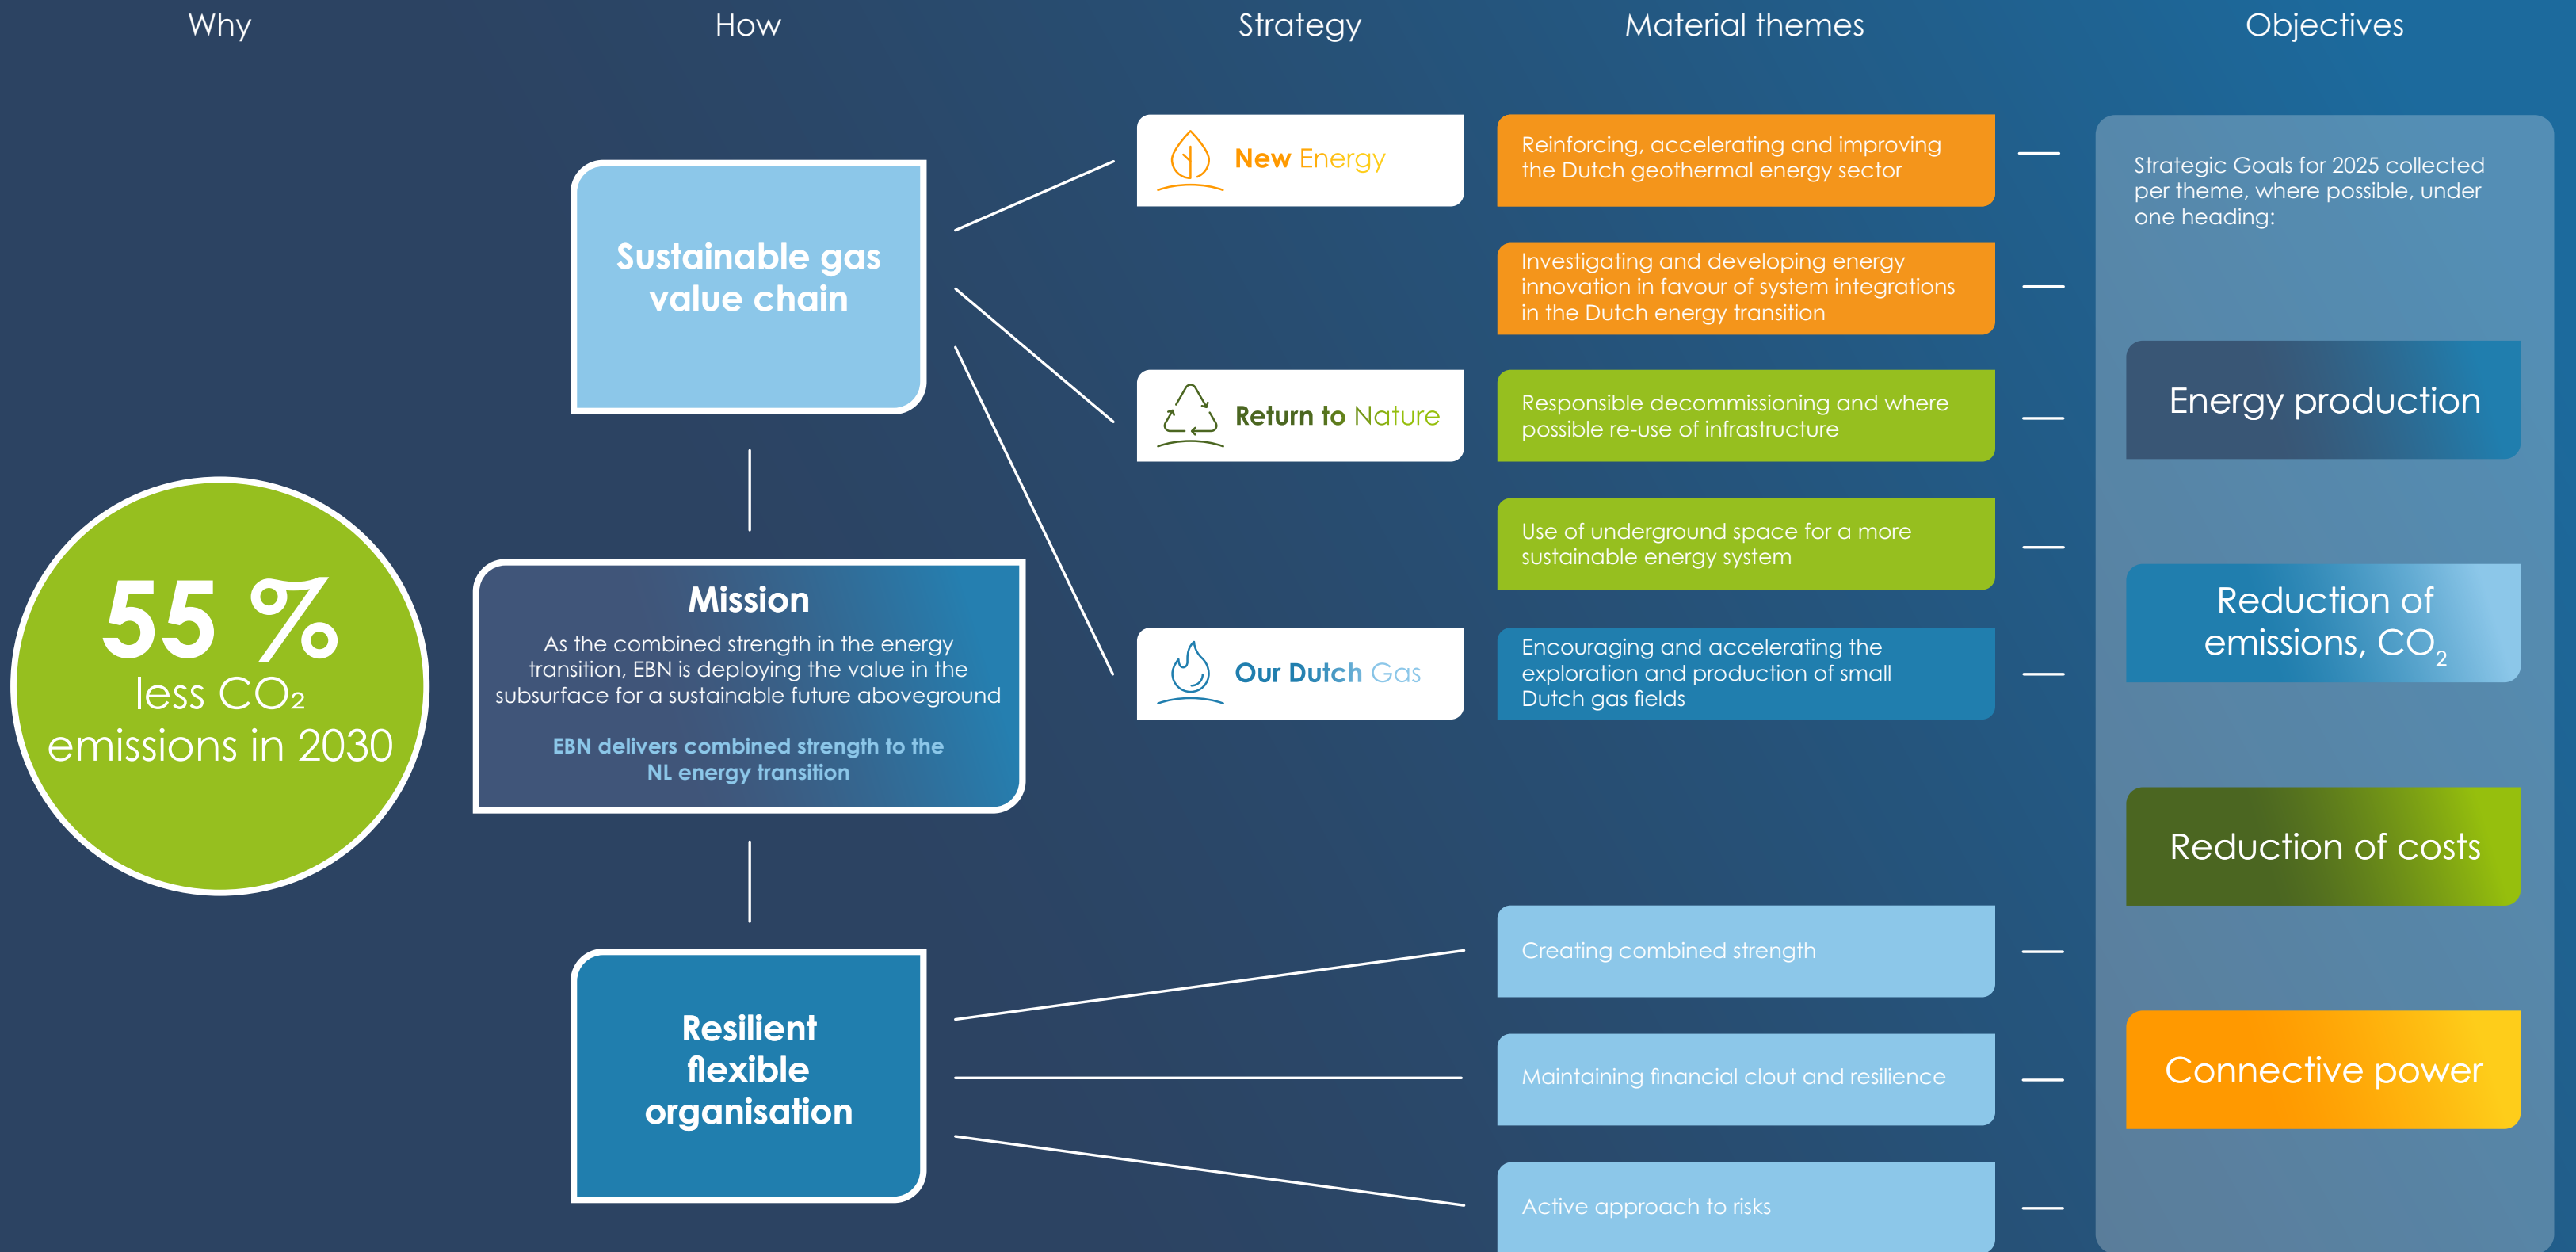 Why
How
Strategy
Material themes
Objectives
55 %
less CO₂
emissions in 2030
Sustainable gas
value chain
Mission
As the combined strength in the energy
transition, EBN is deploying the value in the
subsurface for a sustainable future aboveground
EBN delivers combined strength to the
NL energy transition
Resilient
flexible
organisation
New Energy
Return to Nature
Our Dutch Gas
Reinforcing, accelerating and improving
the Dutch geothermal energy sector
Investigating and developing energy
innovation in favour of system integrations
in the Dutch energy transition
Responsible decommissioning and where
possible re-use of infrastructure
Use of underground space for a more
sustainable energy system
Encouraging and accelerating the
exploration and production of small
Dutch gas fields
Creating combined strength
Maintaining financial clout and resilience
Active approach to risks
Strategic Goals for 2025 collected
per theme, where possible, under
one heading:
Energy production
Reduction of
emissions, CO₂
Reduction of costs
Connective power